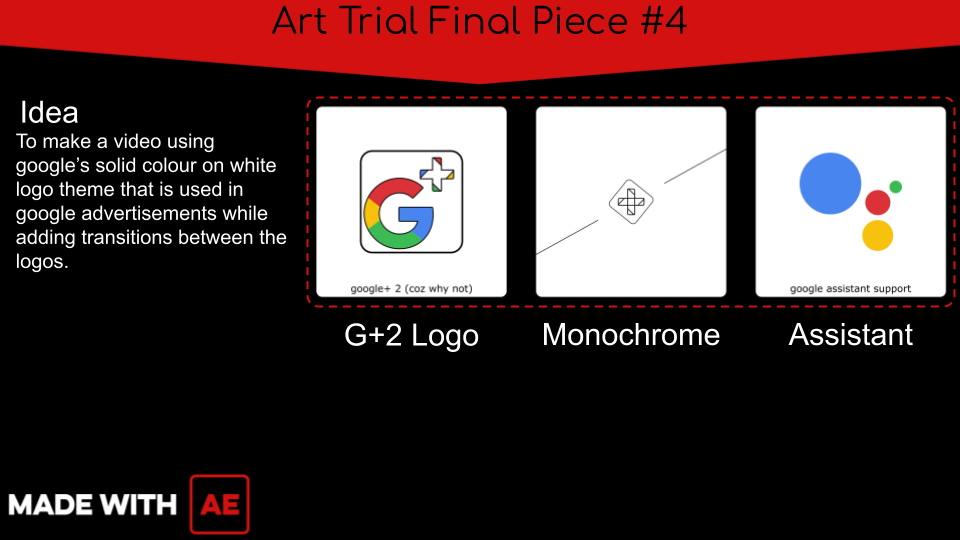 Art Trial Final Piece #4
Idea
To make a video using
google's solid colour on white
logo theme that is used in
google advertisements while
adding transitions between the
logos.
google+ 2 (coz why not)
google assistant support
G+2 Logo
Monochrome
Assistant
MADE WITH AE